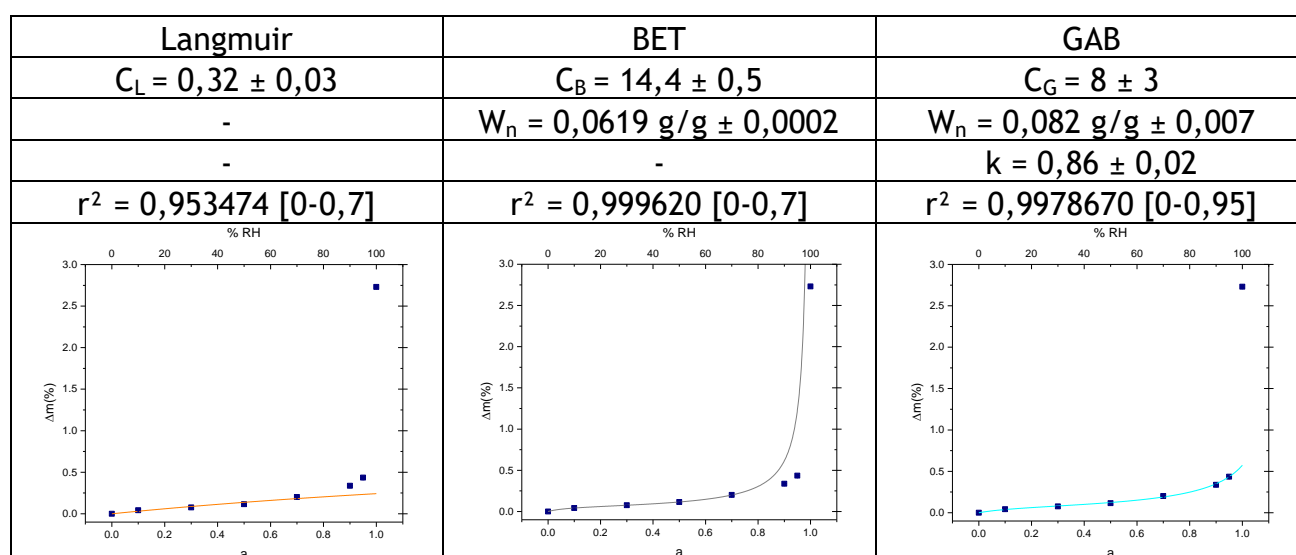 Langmuir BET GAB
C_L = 0,32 ± 0,03 C_B = 14,4 ± 0,5 C_G = 8 ± 3
- W_n = 0,0619 g/g ± 0,0002 W_n = 0,082 g/g ± 0,007
- - k = 0,86 ± 0,02
r² = 0,953474 [0-0,7] r² = 0,999620 [0-0,7] r² = 0,9978670 [0-0,95]
% RH
0 20 40 60 80 100
3.0
2.5
2.0
1.5
1.0
0.5
0.0
Δm(%)
0.0 0.2 0.4 0.6 0.8 1.0
a
% RH
0 20 40 60 80 100
3.0
2.5
2.0
1.5
1.0
0.5
0.0
Δm(%)
0.0 0.2 0.4 0.6 0.8 1.0
a
% RH
0 20 40 60 80 100
3.0
2.5
2.0
1.5
1.0
0.5
0.0
Δm(%)
0.0 0.2 0.4 0.6 0.8 1.0
a